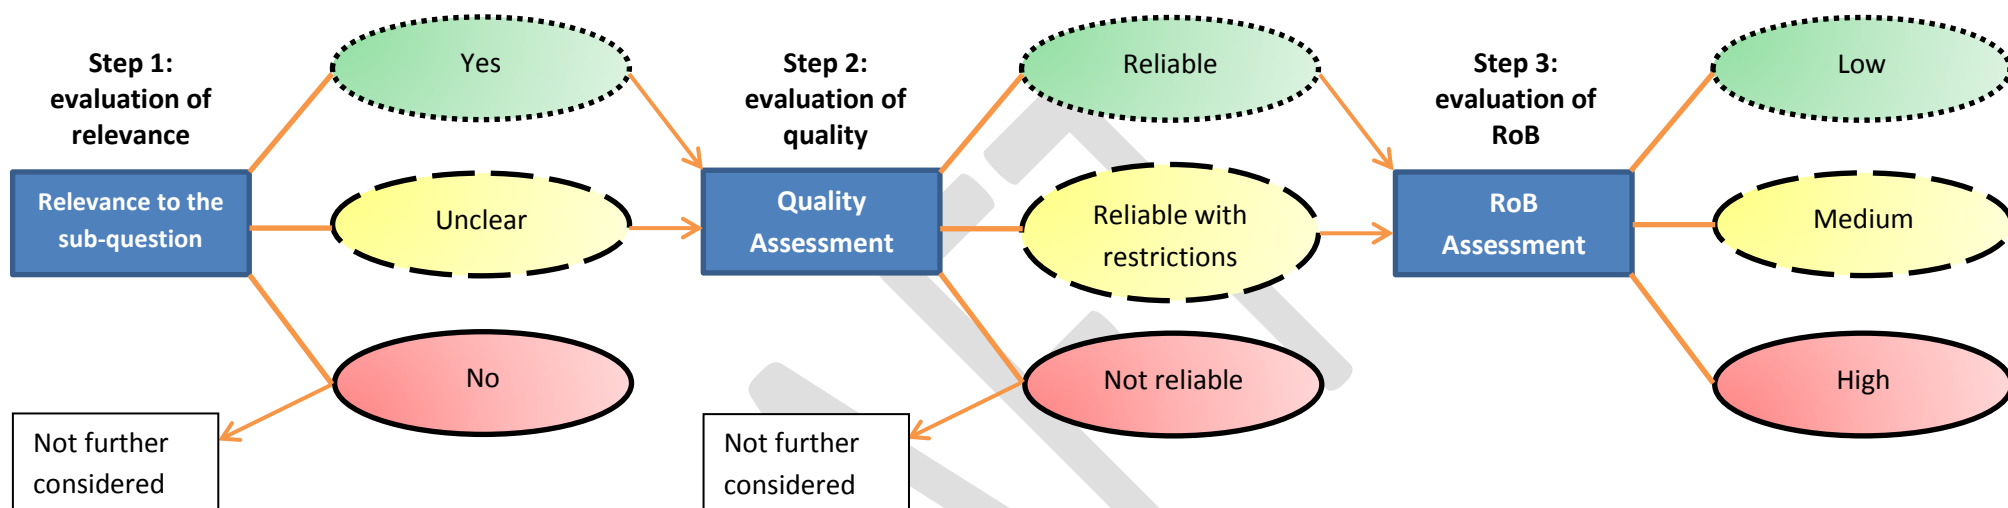 Step 1:
evaluation of
relevance
Relevance to the
sub-question
Yes
Unclear
No
Not further
considered
Step 2:
evaluation of
quality
Quality
Assessment
Reliable
Reliable with
restrictions
Not reliable
Not further
considered
Step 3:
evaluation of
RoB
RoB
Assessment
Low
Medium
High